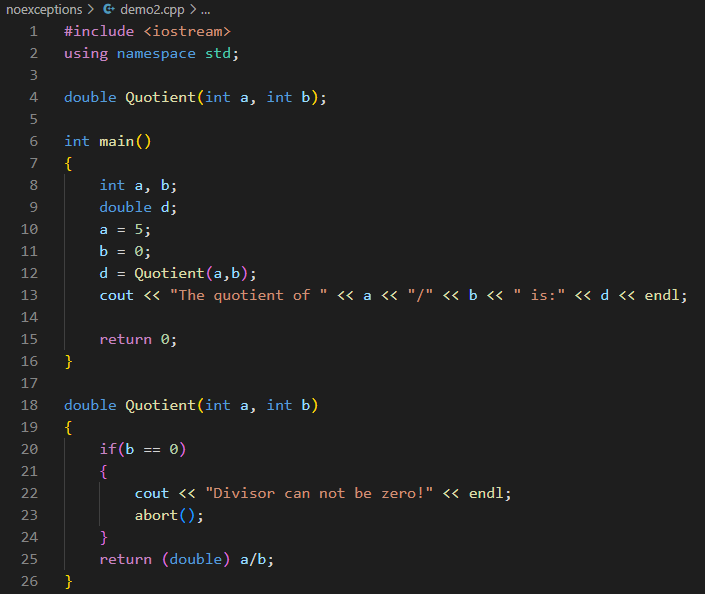 noexceptions > demo2.cpp > ...
1 #include <iostream>
2 using namespace std;
3
4 double Quotient(int a, int b);
5
6 int main()
7 {
8     int a, b;
9     double d;
10     a = 5;
11     b = 0;
12     d = Quotient(a,b);
13     cout << "The quotient of " << a << "/" << b << " is:" << d << endl;
14
15     return 0;
16 }
17
18 double Quotient(int a, int b)
19 {
20     if(b == 0)
21     {
22         cout << "Divisor can not be zero!" << endl;
23         abort();
24     }
25     return (double) a/b;
26 }